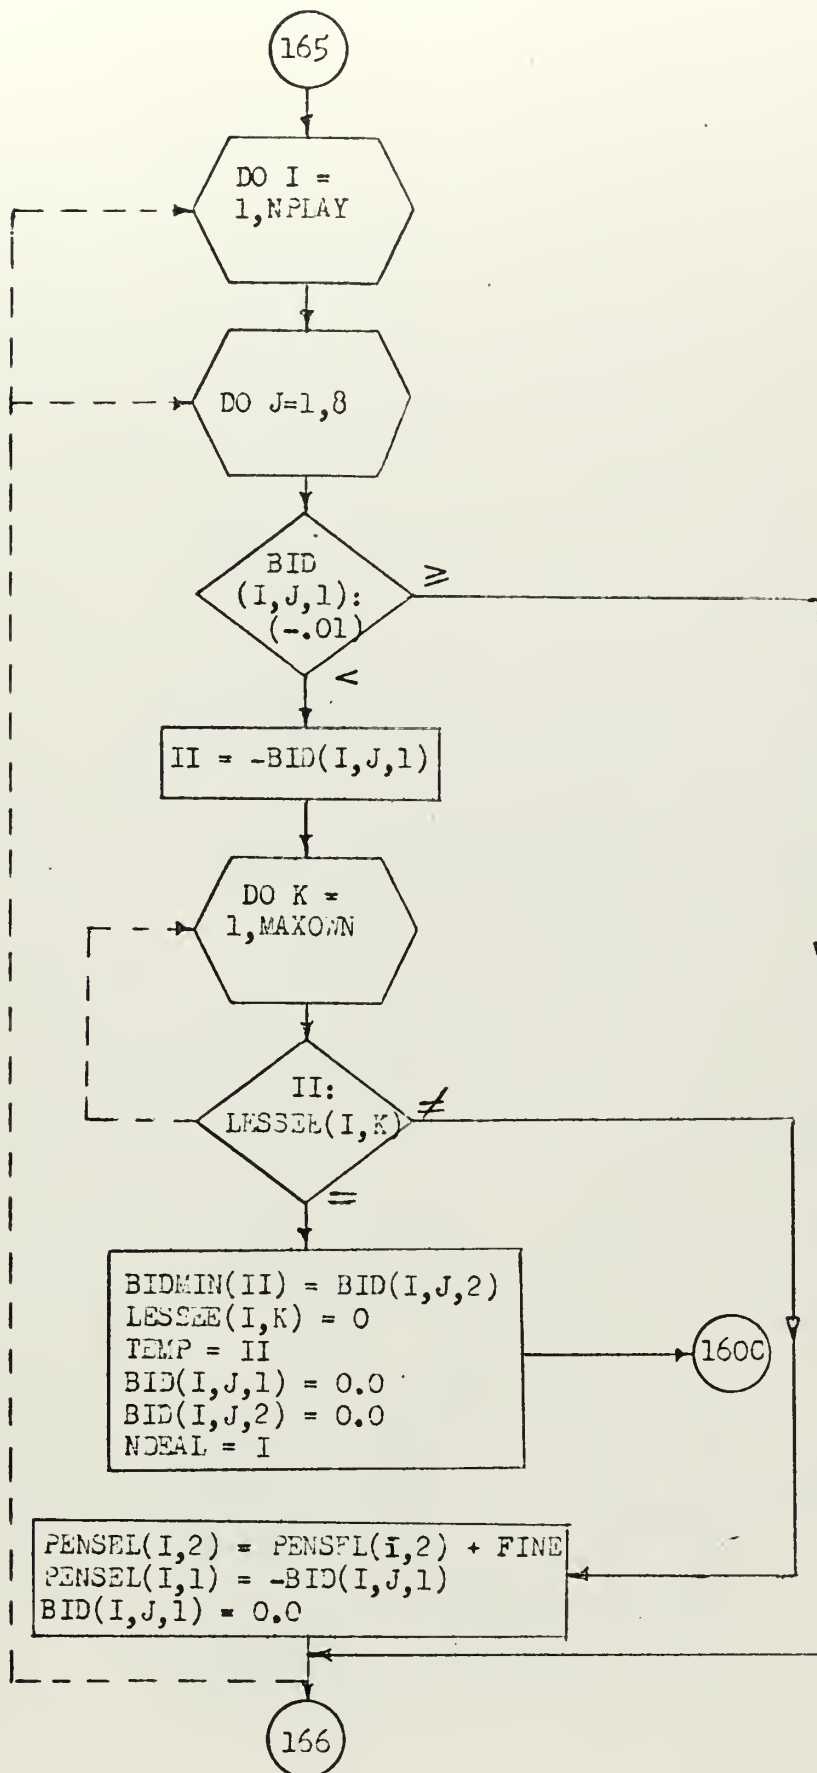 165
DO I =
1,NPLAY
DO J=1,8
BID
(I,J,1):
(-.01)
≥
<
II = -BID(I,J,1)
DO K =
1,MAXOWN
II:
LESSEE(I,K)
≠
=
BIDMIN(II) = BID(I,J,2)
LESSEE(I,K) = 0
TEMP = II
BID(I,J,1) = 0.0
BID(I,J,2) = 0.0
NDEAL = I
160C
PENSEL(I,2) = PENSEL(I,2) + FINE
PENSEL(I,1) = -BID(I,J,1)
BID(I,J,1) = 0.0
166